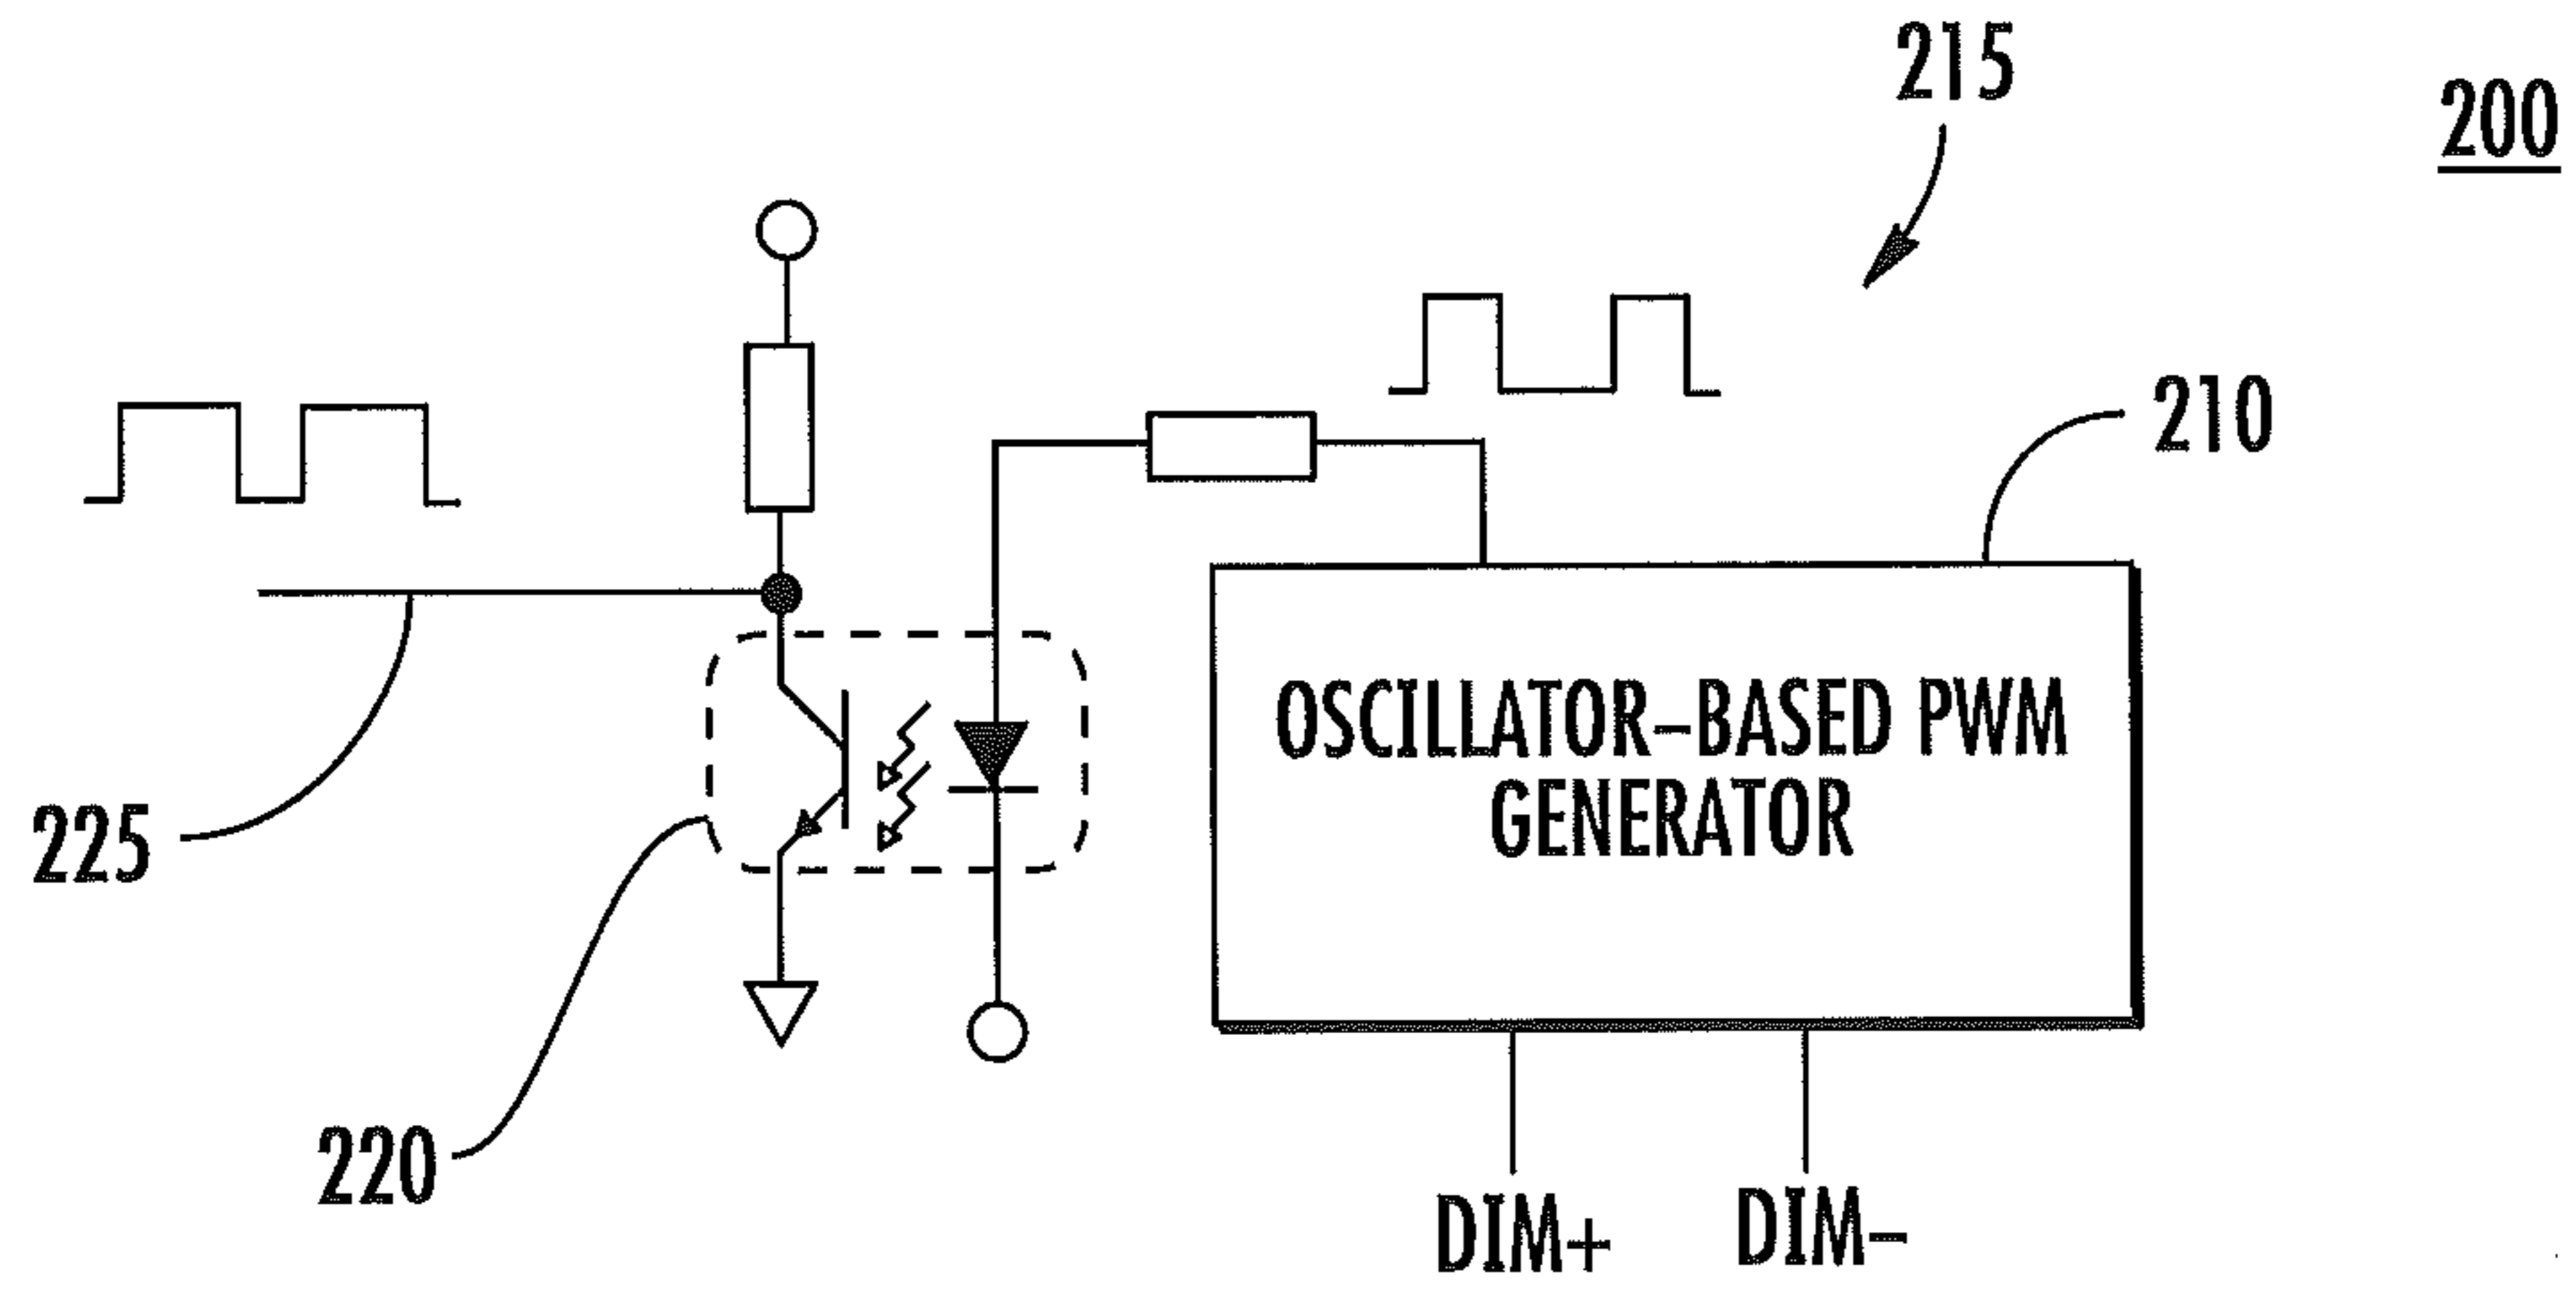 215
200
210
OSCILLATOR-BASED PWM
GENERATOR
225
220
DIM+ DIM-